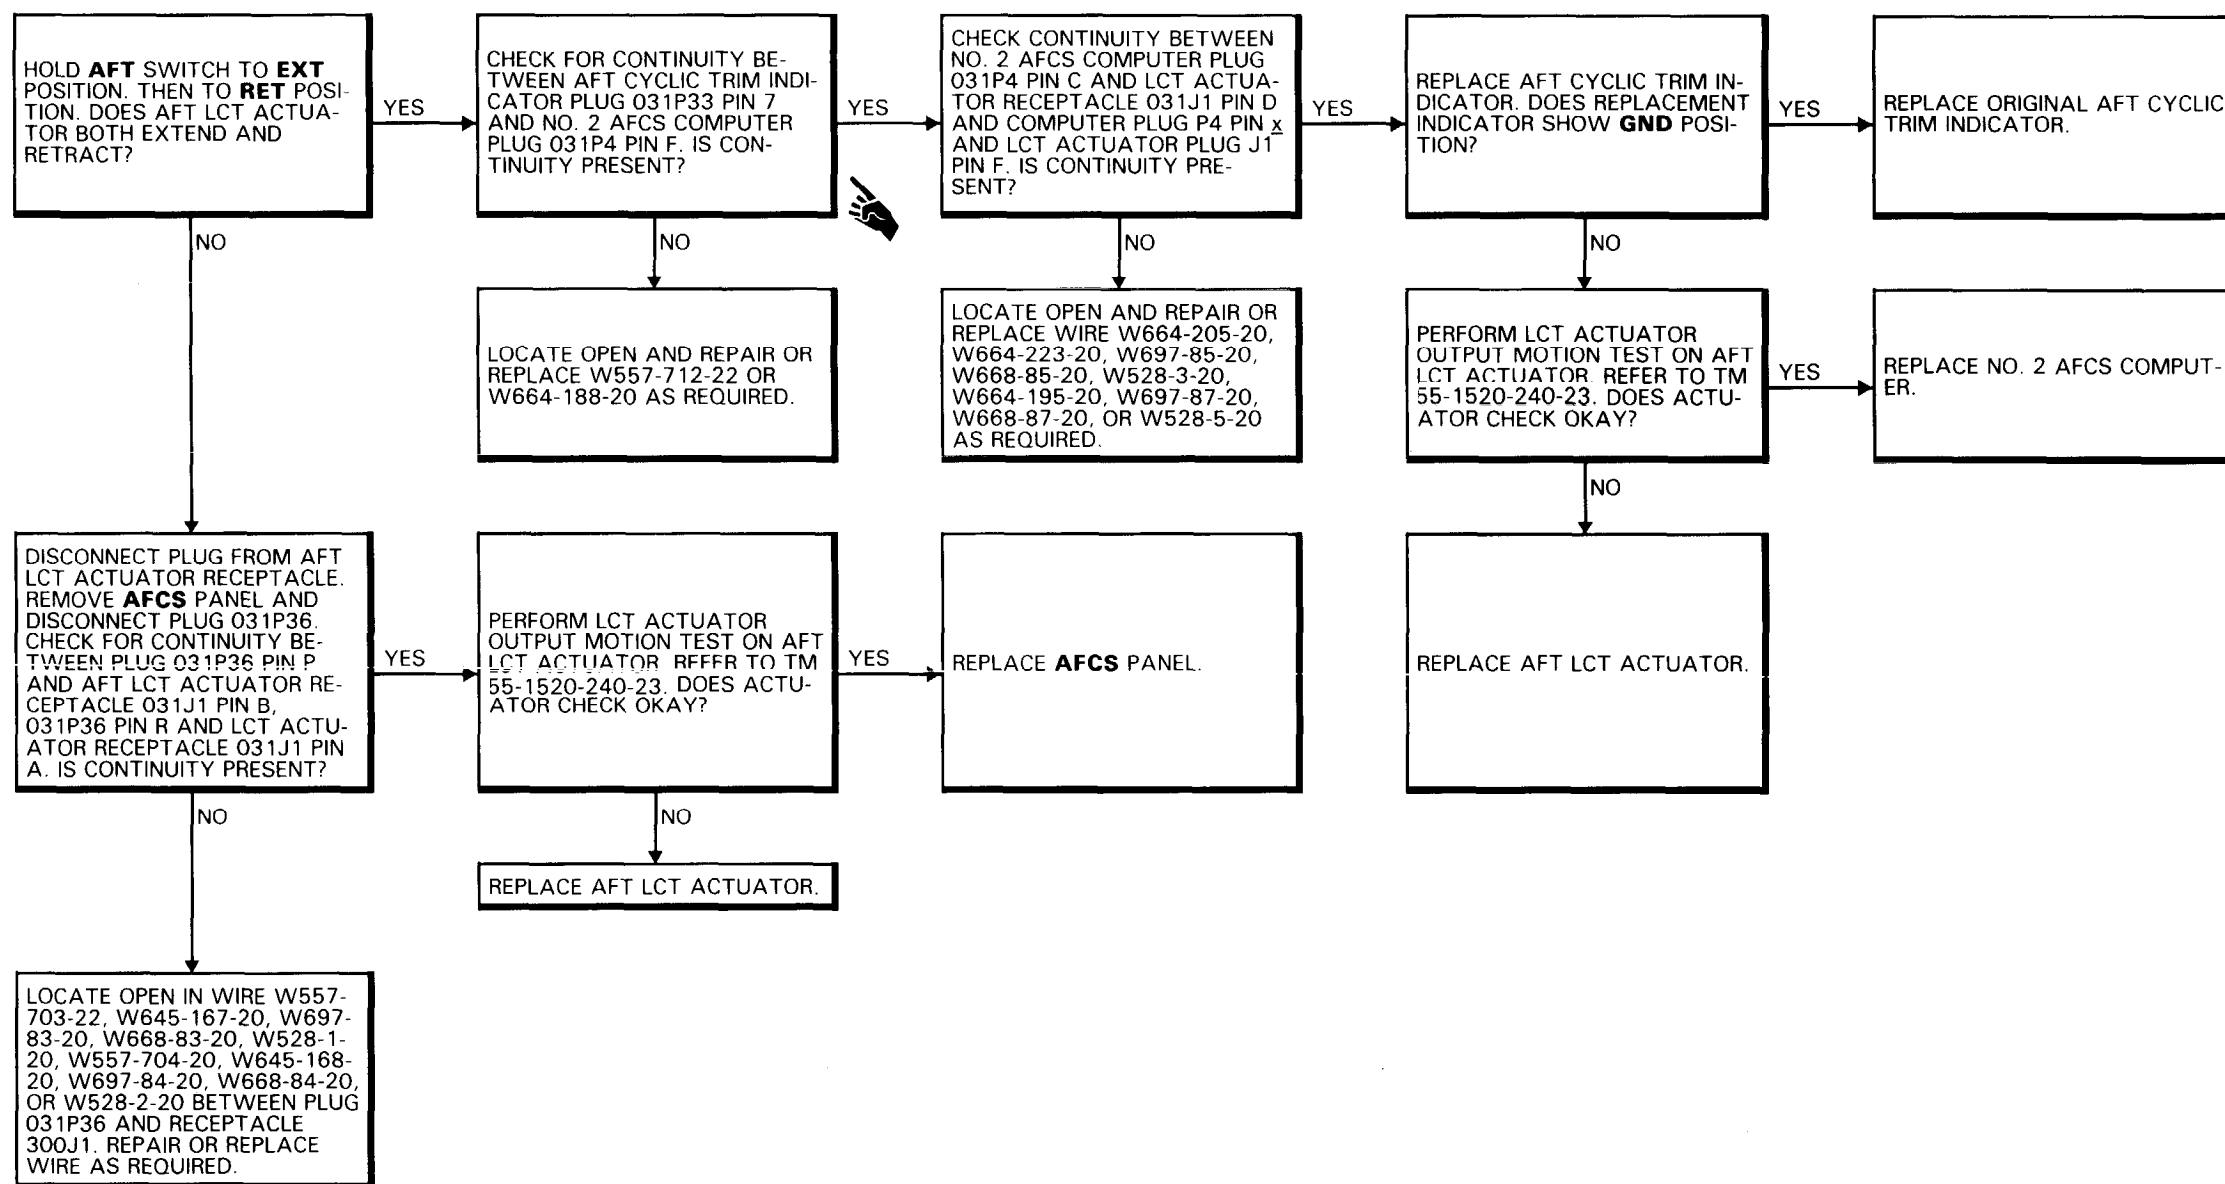 HOLD AFT SWITCH TO EXT
POSITION. THEN TO RET POSI-
TION. DOES AFT LCT ACTUA-
TOR BOTH EXTEND AND
RETRACT?
YES
CHECK FOR CONTINUITY BE-
TWEEN AFT CYCLIC TRIM INDI-
CATOR PLUG 031P33 PIN 7
AND NO. 2 AFCS COMPUTER
PLUG 031P4 PIN F. IS CON-
TINUITY PRESENT?
YES
CHECK CONTINUITY BETWEEN
NO. 2 AFCS COMPUTER PLUG
031P4 PIN C AND LCT ACTUA-
TOR RECEPTACLE 031J1 PIN D
AND COMPUTER PLUG P4 PIN x
AND LCT ACTUATOR PLUG J1
PIN F. IS CONTINUITY PRE-
SENT?
YES
REPLACE AFT CYCLIC TRIM IN-
DICATOR. DOES REPLACEMENT
INDICATOR SHOW GND POSI-
TION?
YES
REPLACE ORIGINAL AFT CYCLIC
TRIM INDICATOR.
NO
NO
NO
NO
LOCATE OPEN AND REPAIR OR
REPLACE W557-712-22 OR
W664-188-20 AS REQUIRED.
LOCATE OPEN AND REPAIR OR
REPLACE WIRE W664-205-20,
W664-223-20, W697-85-20,
W668-85-20, W528-3-20,
W664-195-20, W697-87-20,
W668-87-20, OR W528-5-20
AS REQUIRED.
PERFORM LCT ACTUATOR
OUTPUT MOTION TEST ON AFT
LCT ACTUATOR. REFER TO TM
55-1520-240-23. DOES ACTU-
ATOR CHECK OKAY?
YES
REPLACE NO. 2 AFCS COMPUT-
ER.
NO
DISCONNECT PLUG FROM AFT
LCT ACTUATOR RECEPTACLE.
REMOVE AFCS PANEL AND
DISCONNECT PLUG 031P36.
CHECK FOR CONTINUITY BE-
TWEEN PLUG 031P36 PIN P
AND AFT LCT ACTUATOR RE-
CEPTACLE 031J1 PIN B,
031P36 PIN R AND LCT ACTU-
ATOR RECEPTACLE 031J1 PIN
A. IS CONTINUITY PRESENT?
YES
PERFORM LCT ACTUATOR
OUTPUT MOTION TEST ON AFT
LCT ACTUATOR. REFER TO TM
55-1520-240-23. DOES ACTU-
ATOR CHECK OKAY?
YES
REPLACE AFCS PANEL.
REPLACE AFT LCT ACTUATOR.
NO
NO
REPLACE AFT LCT ACTUATOR.
LOCATE OPEN IN WIRE W557-
703-22, W645-167-20, W697-
83-20, W668-83-20, W528-1-
20, W557-704-20, W645-168-
20, W697-84-20, W668-84-20,
OR W528-2-20 BETWEEN PLUG
031P36 AND RECEPTACLE
300J1. REPAIR OR REPLACE
WIRE AS REQUIRED.